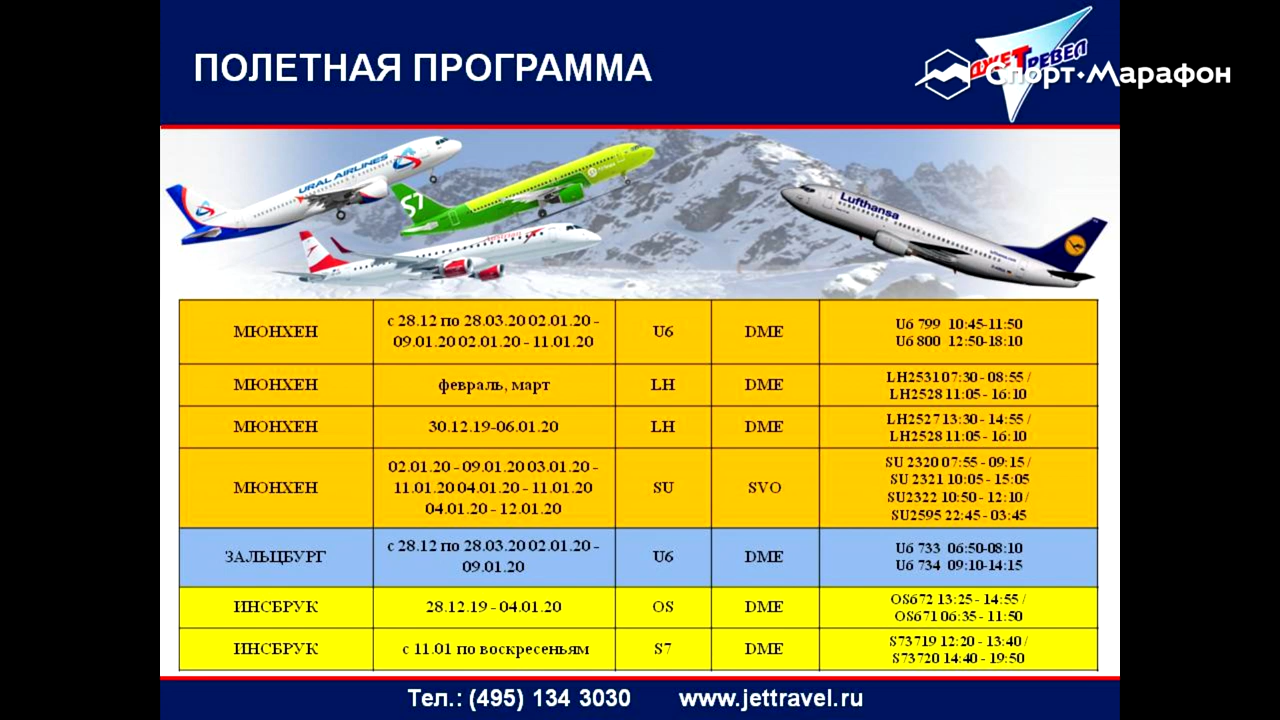 ПОЛЕТНАЯ ПРОГРАММА
ДЖЕТ ТРЕВЕЛ
Спорт-Марафон
URAL AIRLINES
S7
Austrian
Lufthansa
МЮНХЕН с 28.12 по 28.03.20 02.01.20 - U6 DME U6 799 10:45-11:50
09.01.20 02.01.20 - 11.01.20 U6 800 12:50-18:10
МЮНХЕН февраль, март LH DME LH2531 07:30 - 08:55 /
LH2528 11:05 - 16:10
МЮНХЕН 30.12.19-06.01.20 LH DME LH2527 13:30 - 14:55 /
LH2528 11:05 - 16:10
МЮНХЕН 02.01.20 - 09.01.20 03.01.20 - SU SVO SU 2320 07:55 - 09:15 /
11.01.20 04.01.20 - 11.01.20 SU 2321 10:05 - 15:05
04.01.20 - 12.01.20 SU2322 10:50 - 12:10 /
SU2595 22:45 - 03:45
ЗАЛЬЦБУРГ с 28.12 по 28.03.20 02.01.20 - U6 DME U6 733 06:50-08:10
09.01.20 U6 734 09:10-14:15
ИНСБРУК 28.12.19 - 04.01.20 OS DME OS672 13:25 - 14:55 /
OS671 06:35 - 11:50
ИНСБРУК с 11.01 по воскресеньям S7 DME S73719 12:20 - 13:40 /
S73720 14:40 - 19:50
Тел.: (495) 134 3030 www.jettravel.ru